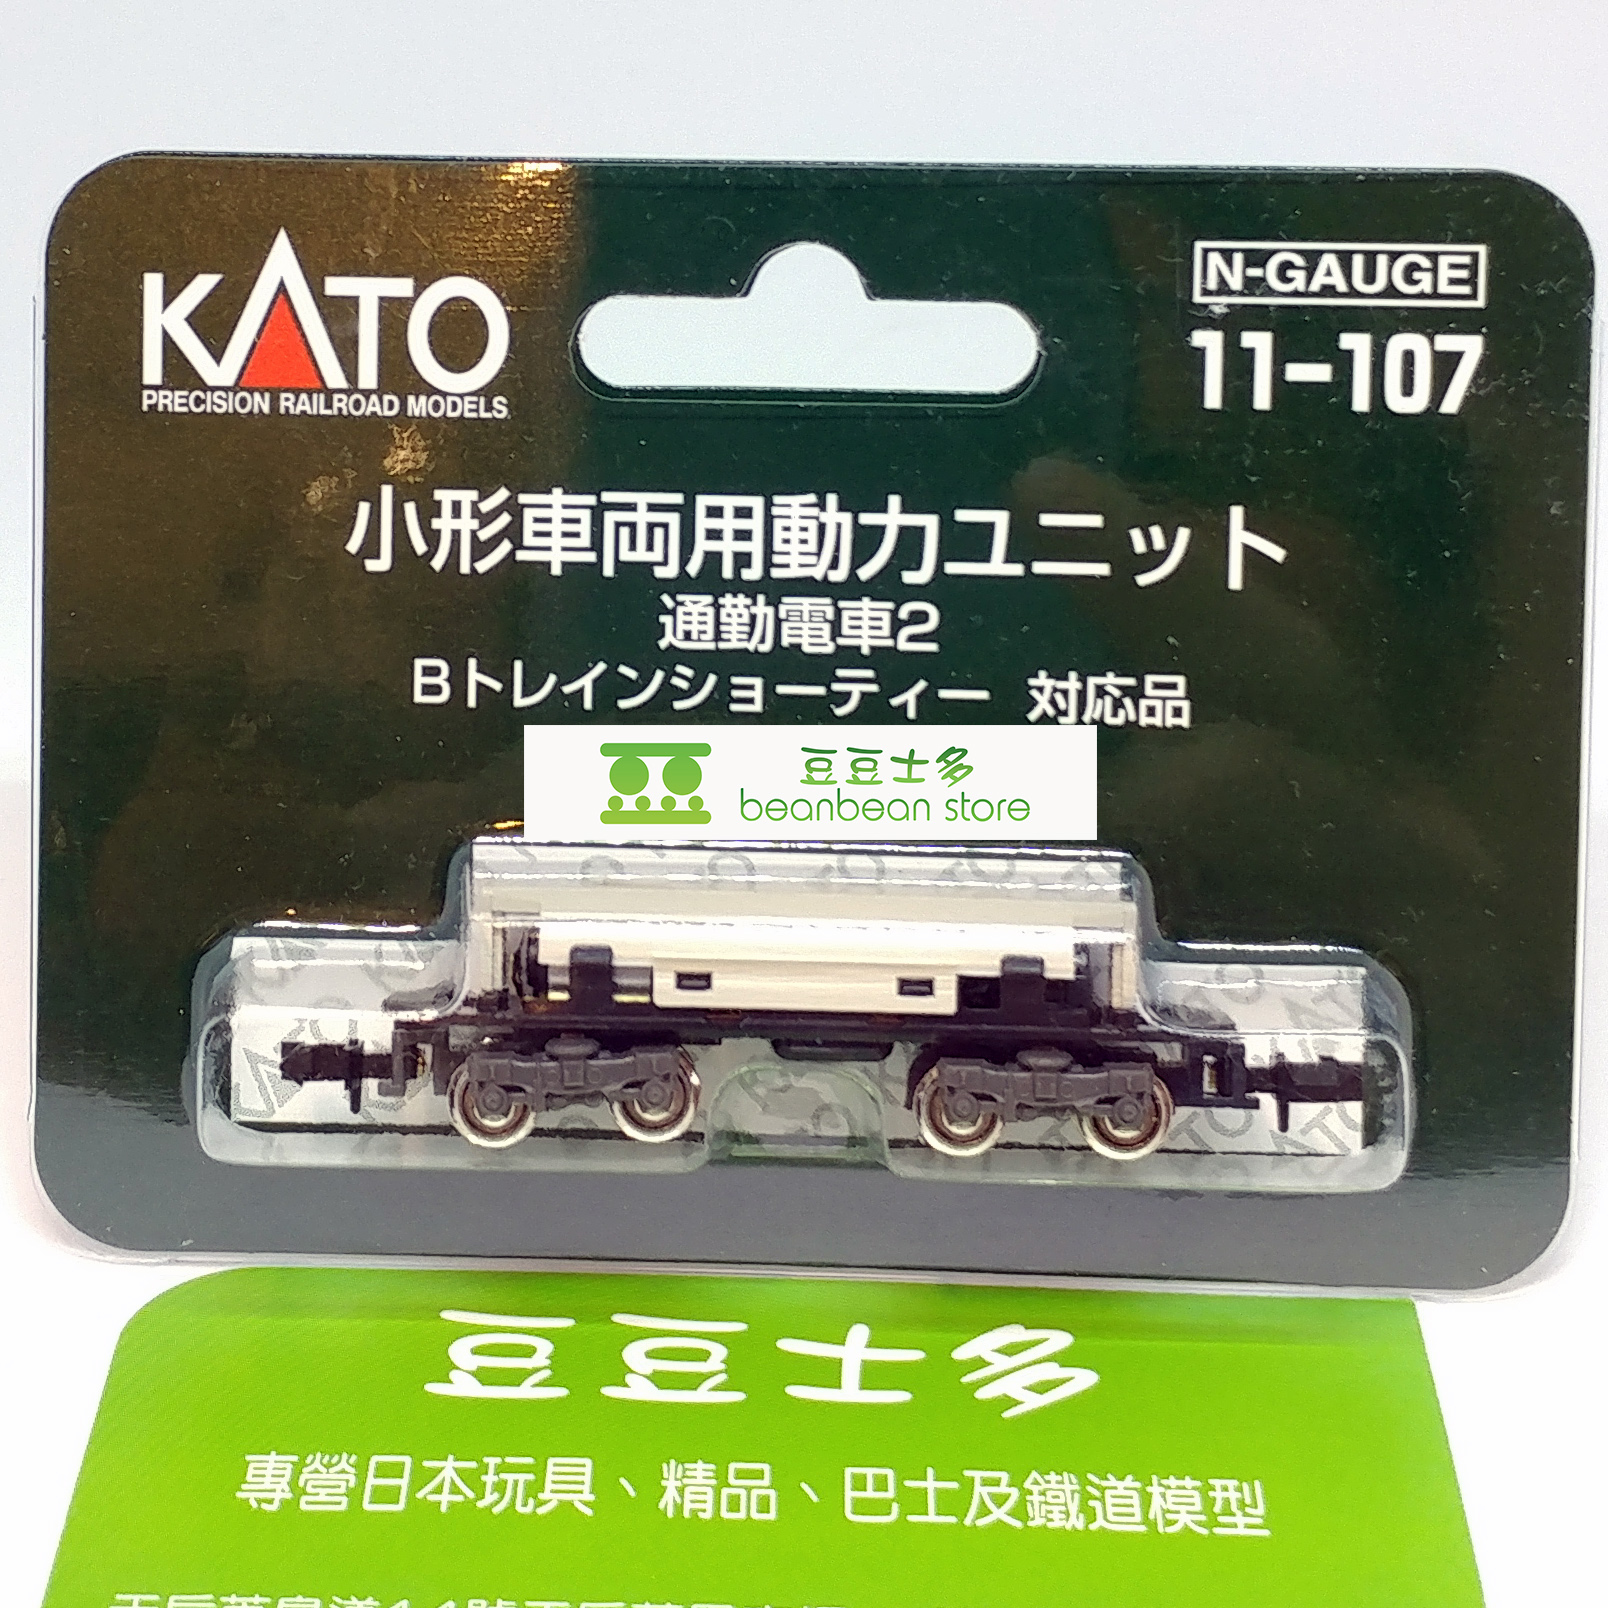 KATO
PRECISION RAILROAD MODELS
N-GAUGE
11-107
小形車両用動力ユニット
通勤電車2
Bトレインショーティー 対応品
豆豆士多
beanbean store
豆豆士多
專營日本玩具、精品、巴士及鐵道模型